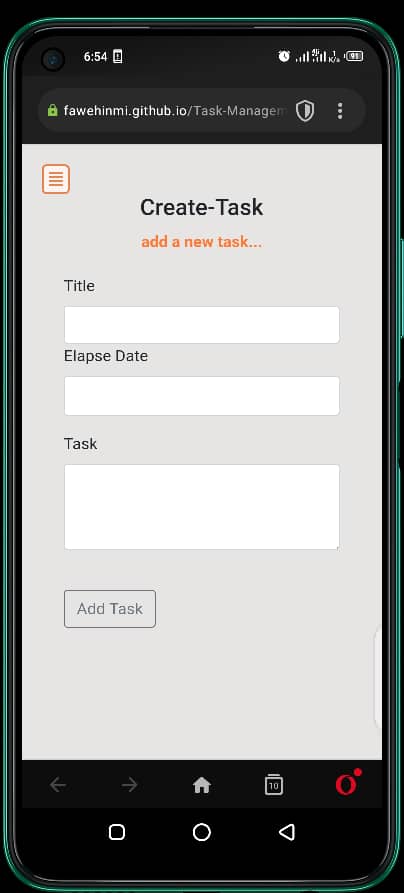 6:54
91
fawehinmi.github.io/Task-Managem
Create-Task
add a new task...
Title
Elapse Date
Task
Add Task
10